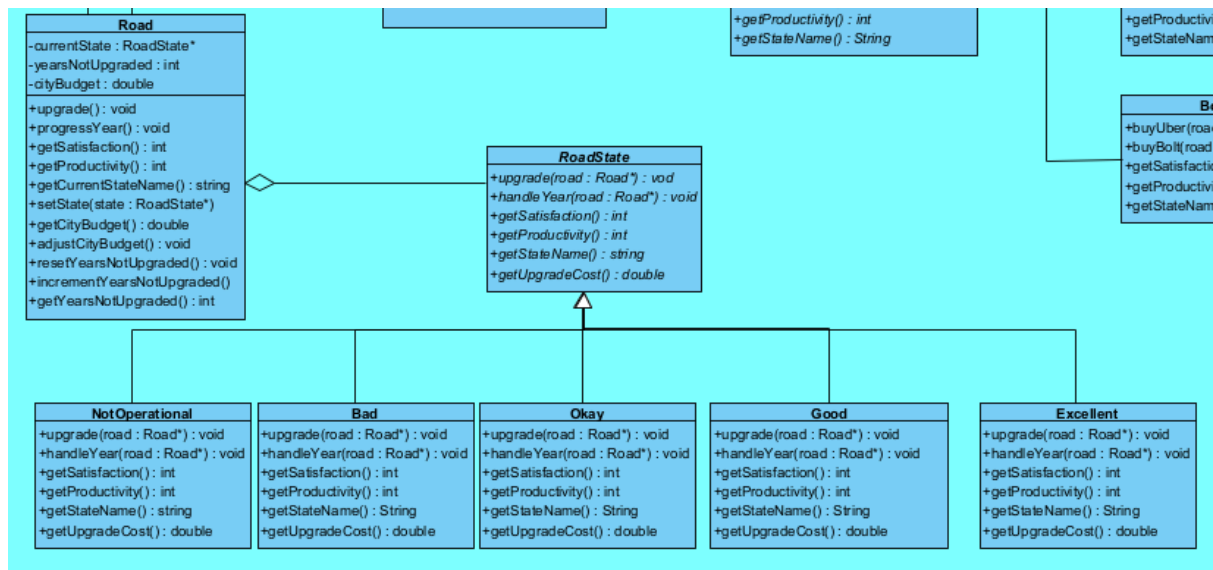 Road
-currentState : RoadState*
-yearsNotUpgraded : int
-cityBudget : double
+upgrade() : void
+progressYear() : void
+getSatisfaction() : int
+getProductivity() : int
+getCurrentStateName() : string
+setState(state : RoadState*)
+getCityBudget() : double
+adjustCityBudget() : void
+resetYearsNotUpgraded() : void
+incrementYearsNotUpgraded()
+getYearsNotUpgraded() : int
+getProductivity() : int
+getStateName() : String
RoadState
+upgrade(road : Road*) : vod
+handleYear(road : Road*) : void
+getSatisfaction() : int
+getProductivity() : int
+getStateName() : string
+getUpgradeCost() : double
+getProductivi
+getStateNam
Be
+buyUber(roa
+buyBolt(road
+getSatisfactio
+getProductivi
+getStateNam
NotOperational
+upgrade(road : Road*) : void
+handleYear(road : Road*) : void
+getSatisfaction() : int
+getProductivity() : int
+getStateName() : string
+getUpgradeCost() : double
Bad
+upgrade(road : Road*) : void
+handleYear(road : Road*) : void
+getSatisfaction() : int
+getProductivity() : int
+getStateName() : String
+getUpgradeCost() : double
Okay
+upgrade(road : Road*) : void
+handleYear(road : Road*) : void
+getSatisfaction() : int
+getProductivity() : int
+getStateName() : String
+getUpgradeCost() : double
Good
+upgrade(road : Road*) : void
+handleYear(road : Road*) : void
+getSatisfaction() : int
+getProductivity() : int
+getStateName() : String
+getUpgradeCost() : double
Excellent
+upgrade(road : Road*) : void
+handleYear(road : Road*) : void
+getSatisfaction() : int
+getProductivity() : int
+getStateName() : String
+getUpgradeCost() : double